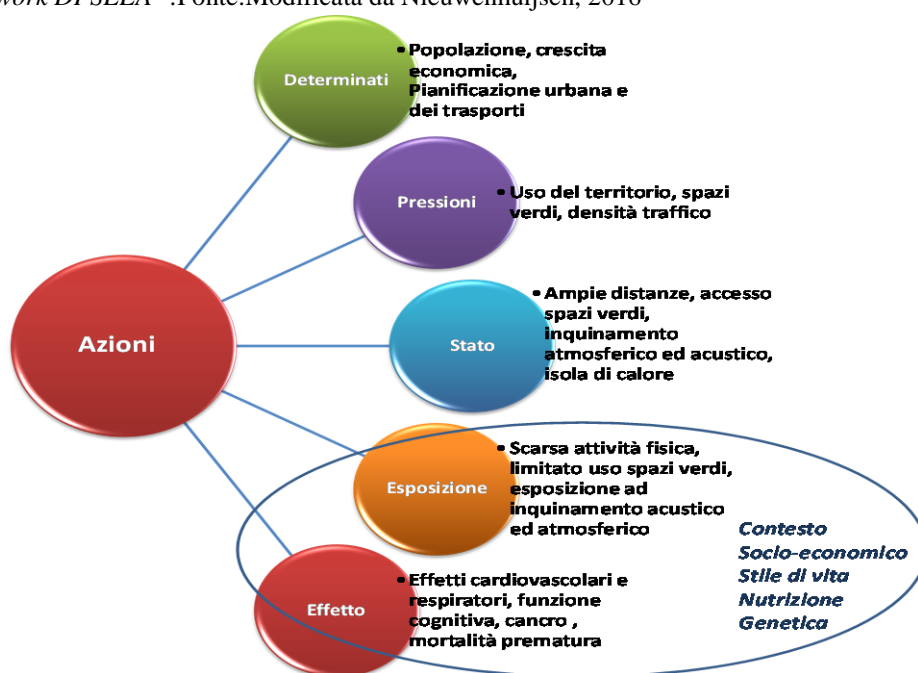 work DPSEEA” .Fonte:Modificata da Nieuwenhuijsen, 2016
Determinati
• Popolazione, crescita
economica,
Pianificazione urbana e
dei trasporti
Pressioni
• Uso del territorio, spazi
verdi, densità traffico
Azioni
Stato
• Ampie distanze, accesso
spazi verdi,
inquinamento
atmosferico ed acustico,
isola di calore
Esposizione
• Scarsa attività fisica,
limitato uso spazi verdi,
esposizione ad
inquinamento acustico
ed atmosferico
Contesto
Socio-economico
Stile di vita
Nutrizione
Genetica
Effetto
• Effetti cardiovascolari e
respiratori, funzione
cognitiva, cancro ,
mortalità prematura